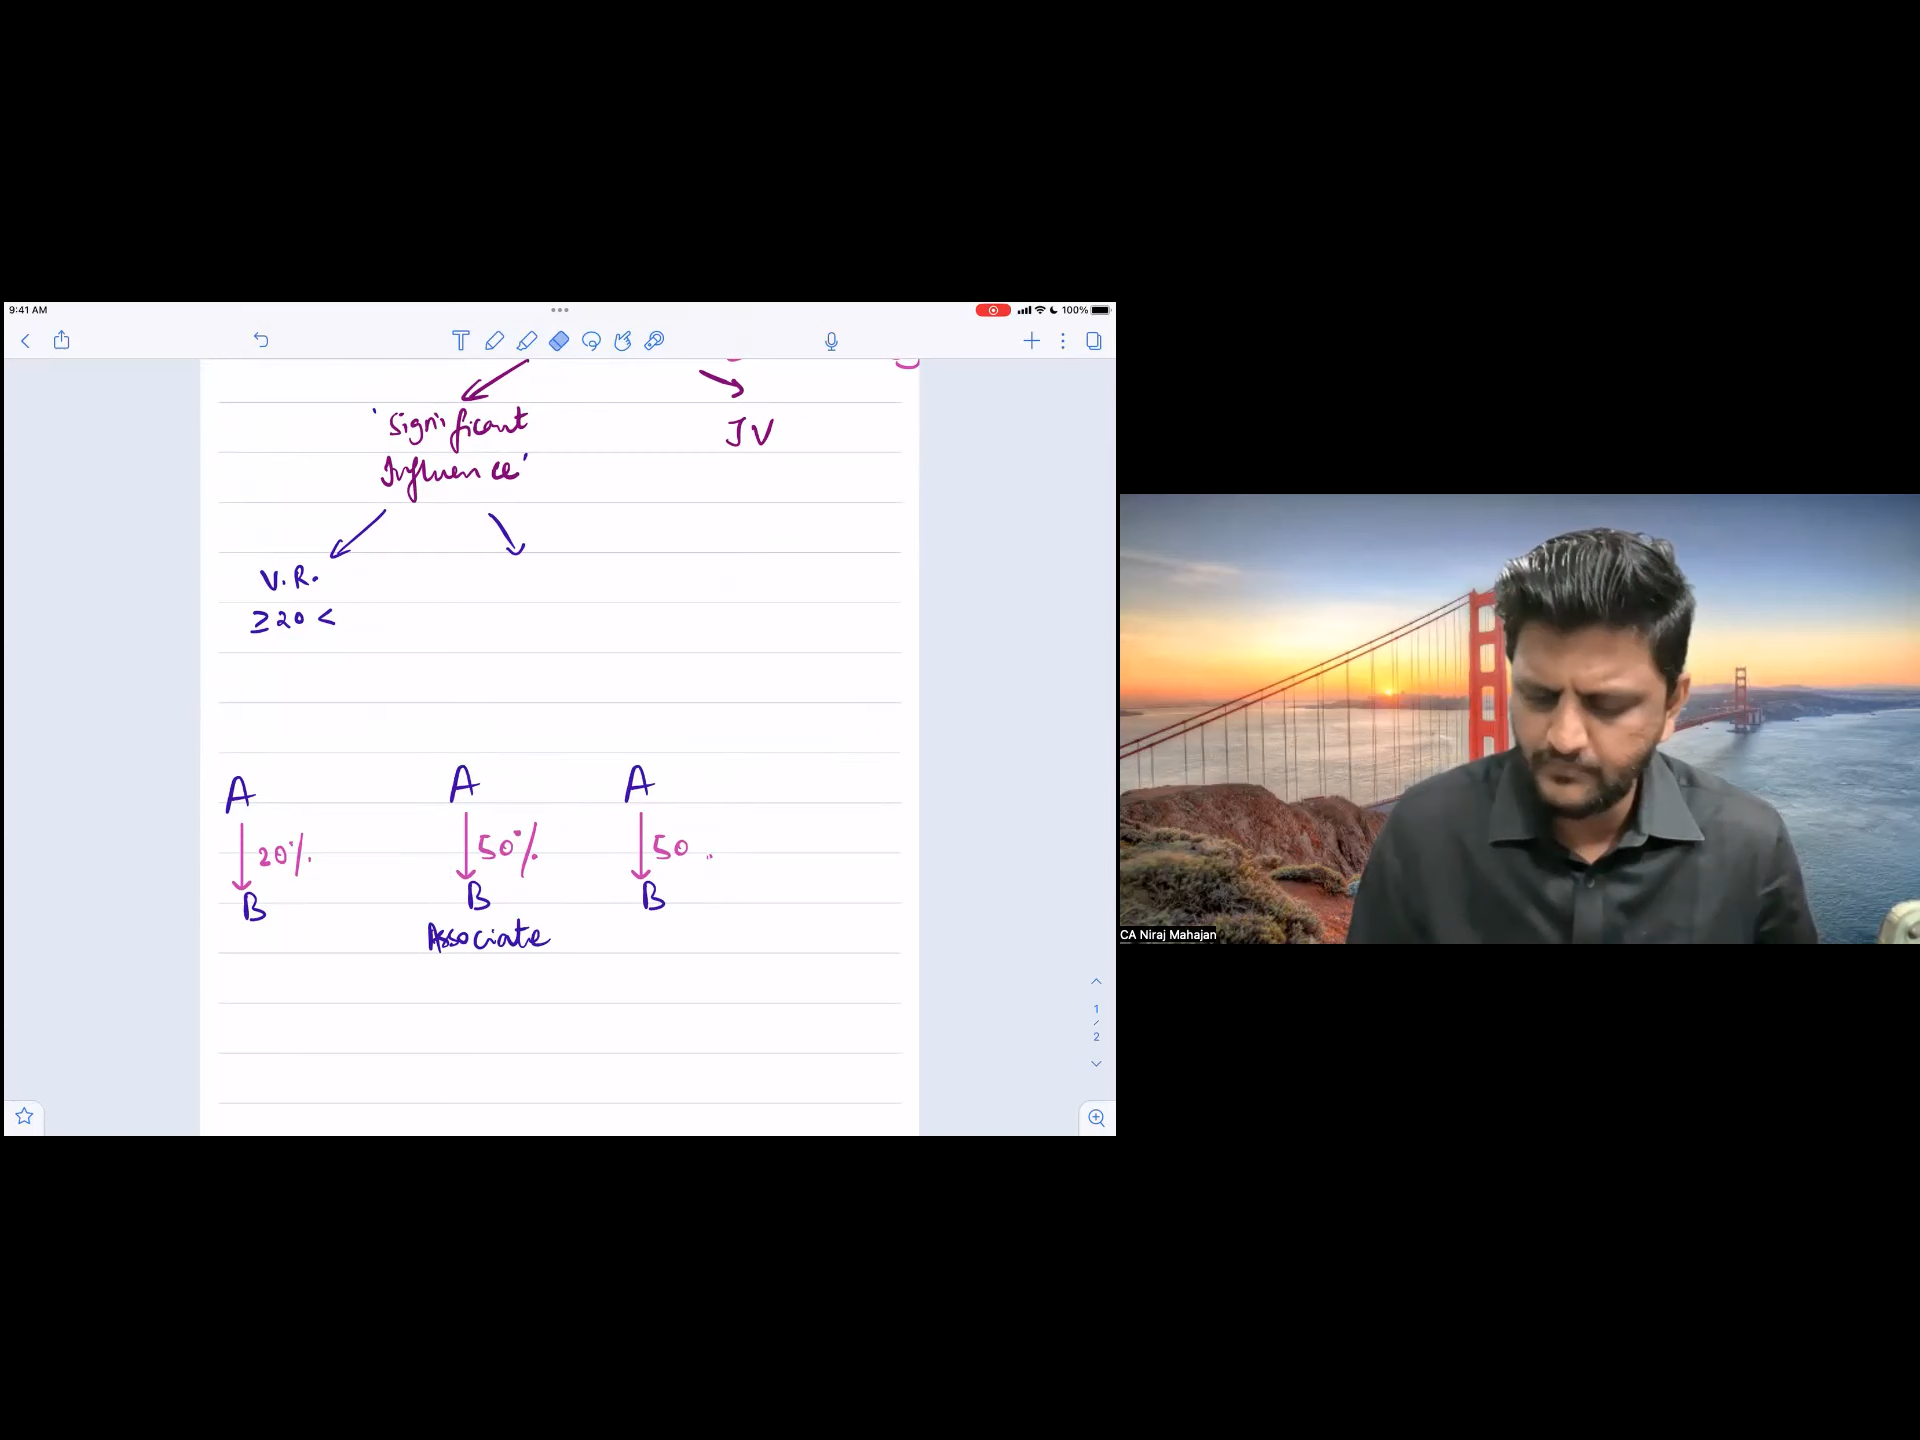 9:41 AM
100%
'Significant
Influence'
JV
V.R.
≥20 <
A
20%.
B
A
50%.
B
Associate
A
50
B
1
/
2
CA Niraj Mahajan